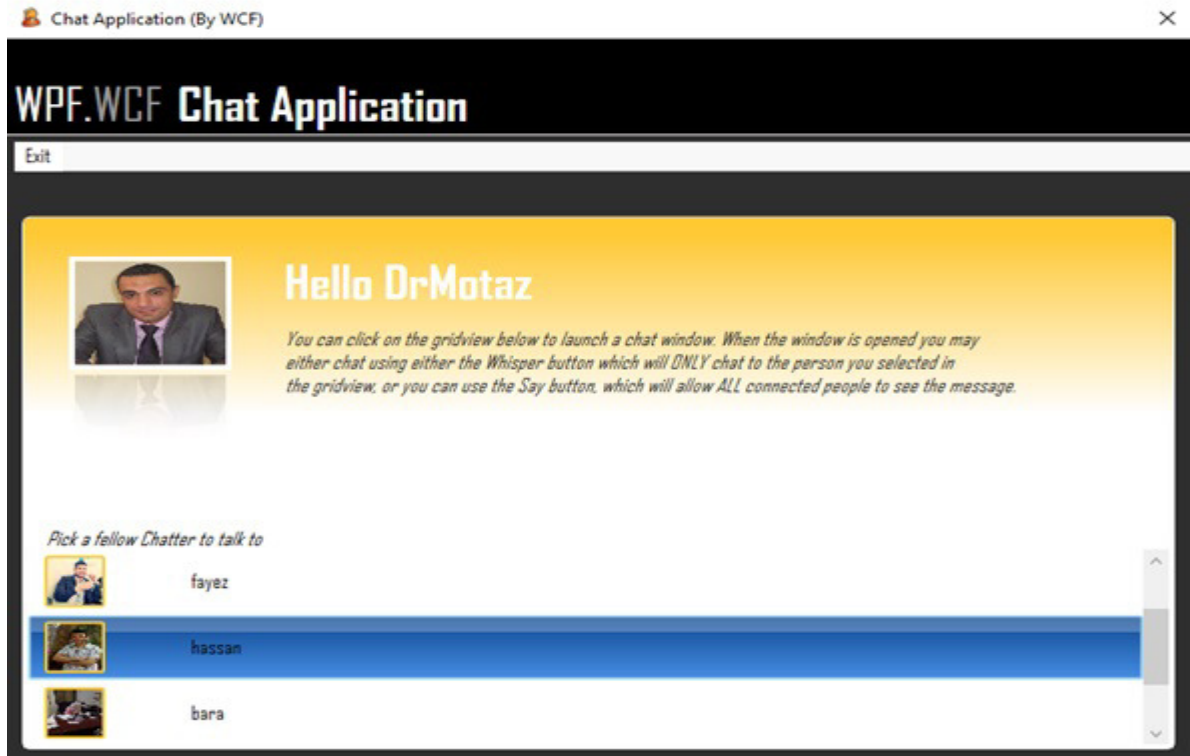 Chat Application (By WCF)
WPF.WCF Chat Application
Exit
Hello DrMotaz
You can click on the gridview below to launch a chat window. When the window is opened you may
either chat using either the Whisper button which will ONLY chat to the person you selected in
the gridview, or you can use the Say button, which will allow ALL connected people to see the message.
Pick a fellow Chatter to talk to
fayez
hassan
bara